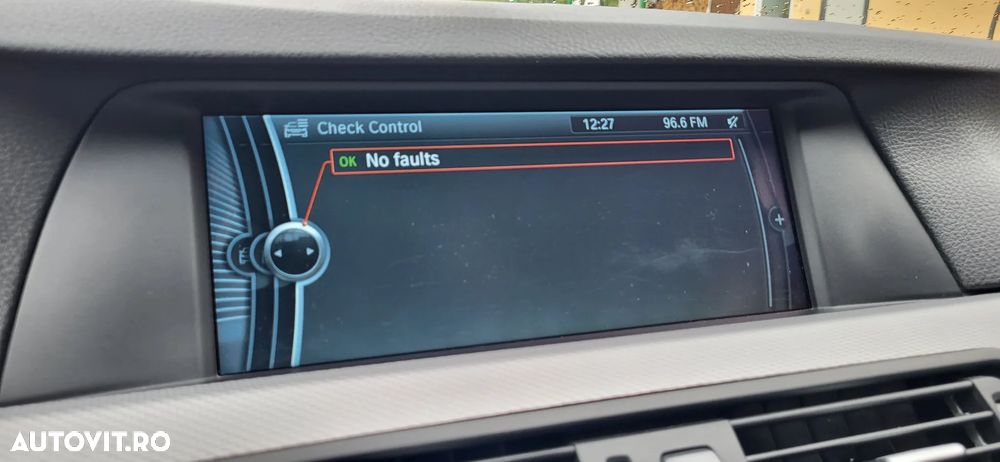 Check Control 12:27 96.6 FM
OK No faults
AUTOVIT.RO